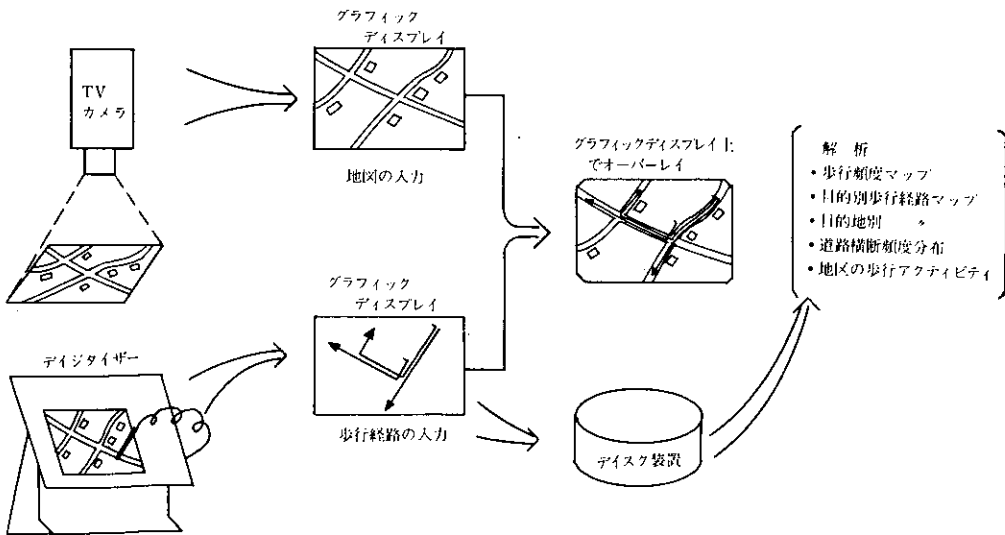 TV
カメラ
グラフィック
ディスプレイ
地図の入力
ディジタイザー
グラフィック
ディスプレイ
歩行経路の入力
グラフィックディスプレイ上
でオーバーレイ
ディスク装置
解 析
・歩行頻度マップ
・目的別歩行経路マップ
・目的地別 〃
・道路横断頻度分布
・地区の歩行アクティビティ